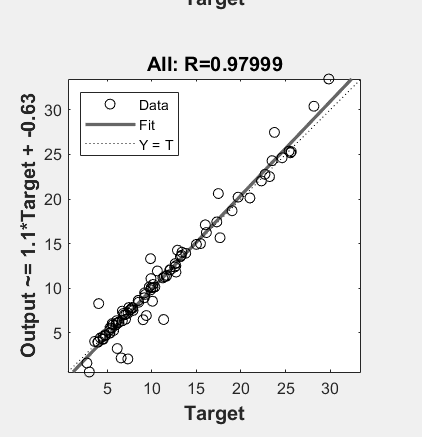 Target
All: R=0.97999
Output ~= 1.1*Target + -0.63
Data
Fit
Y = T
30
25
20
15
10
5
5 10 15 20 25 30
Target